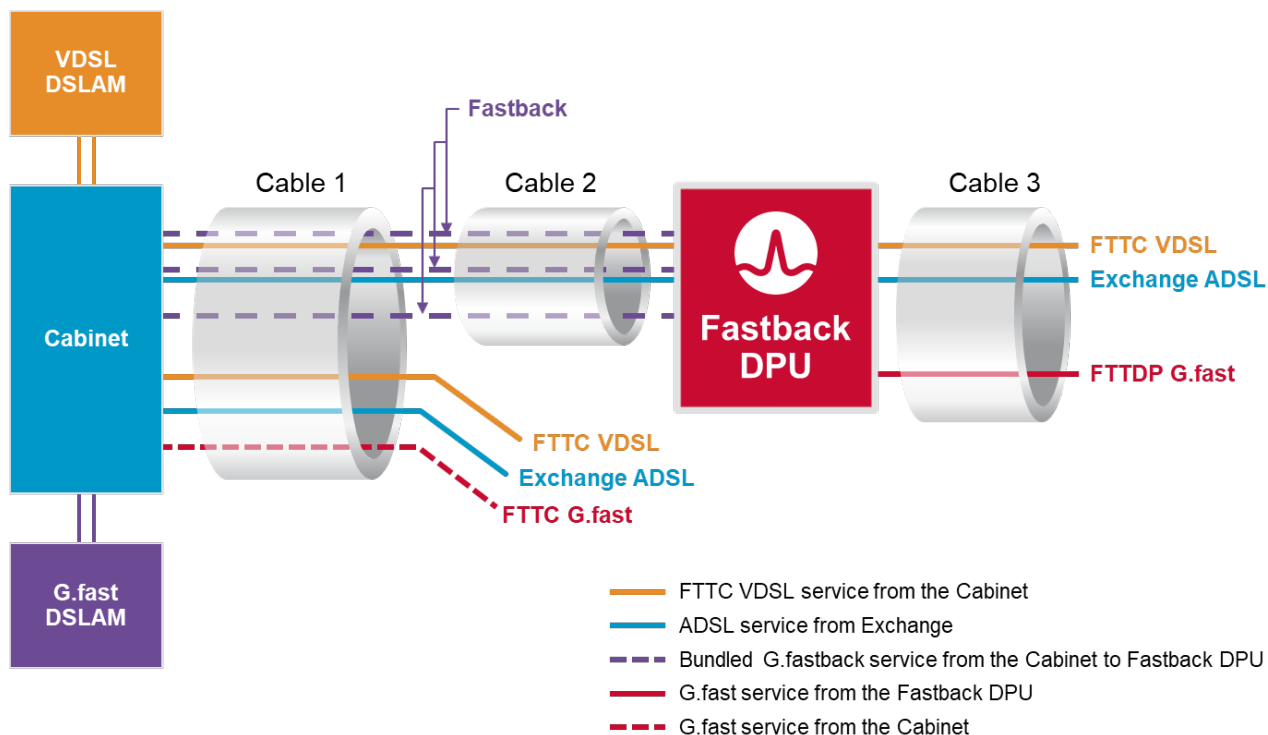 VDSL
DSLAM
Fastback
Cable 1
Cable 2
Cable 3
FTTC VDSL
Exchange ADSL
Cabinet
Fastback
DPU
FTTDP G.fast
FTTC VDSL
Exchange ADSL
FTTC G.fast
G.fast
DSLAM
FTTC VDSL service from the Cabinet
ADSL service from Exchange
Bundled G.fastback service from the Cabinet to Fastback DPU
G.fast service from the Fastback DPU
G.fast service from the Cabinet